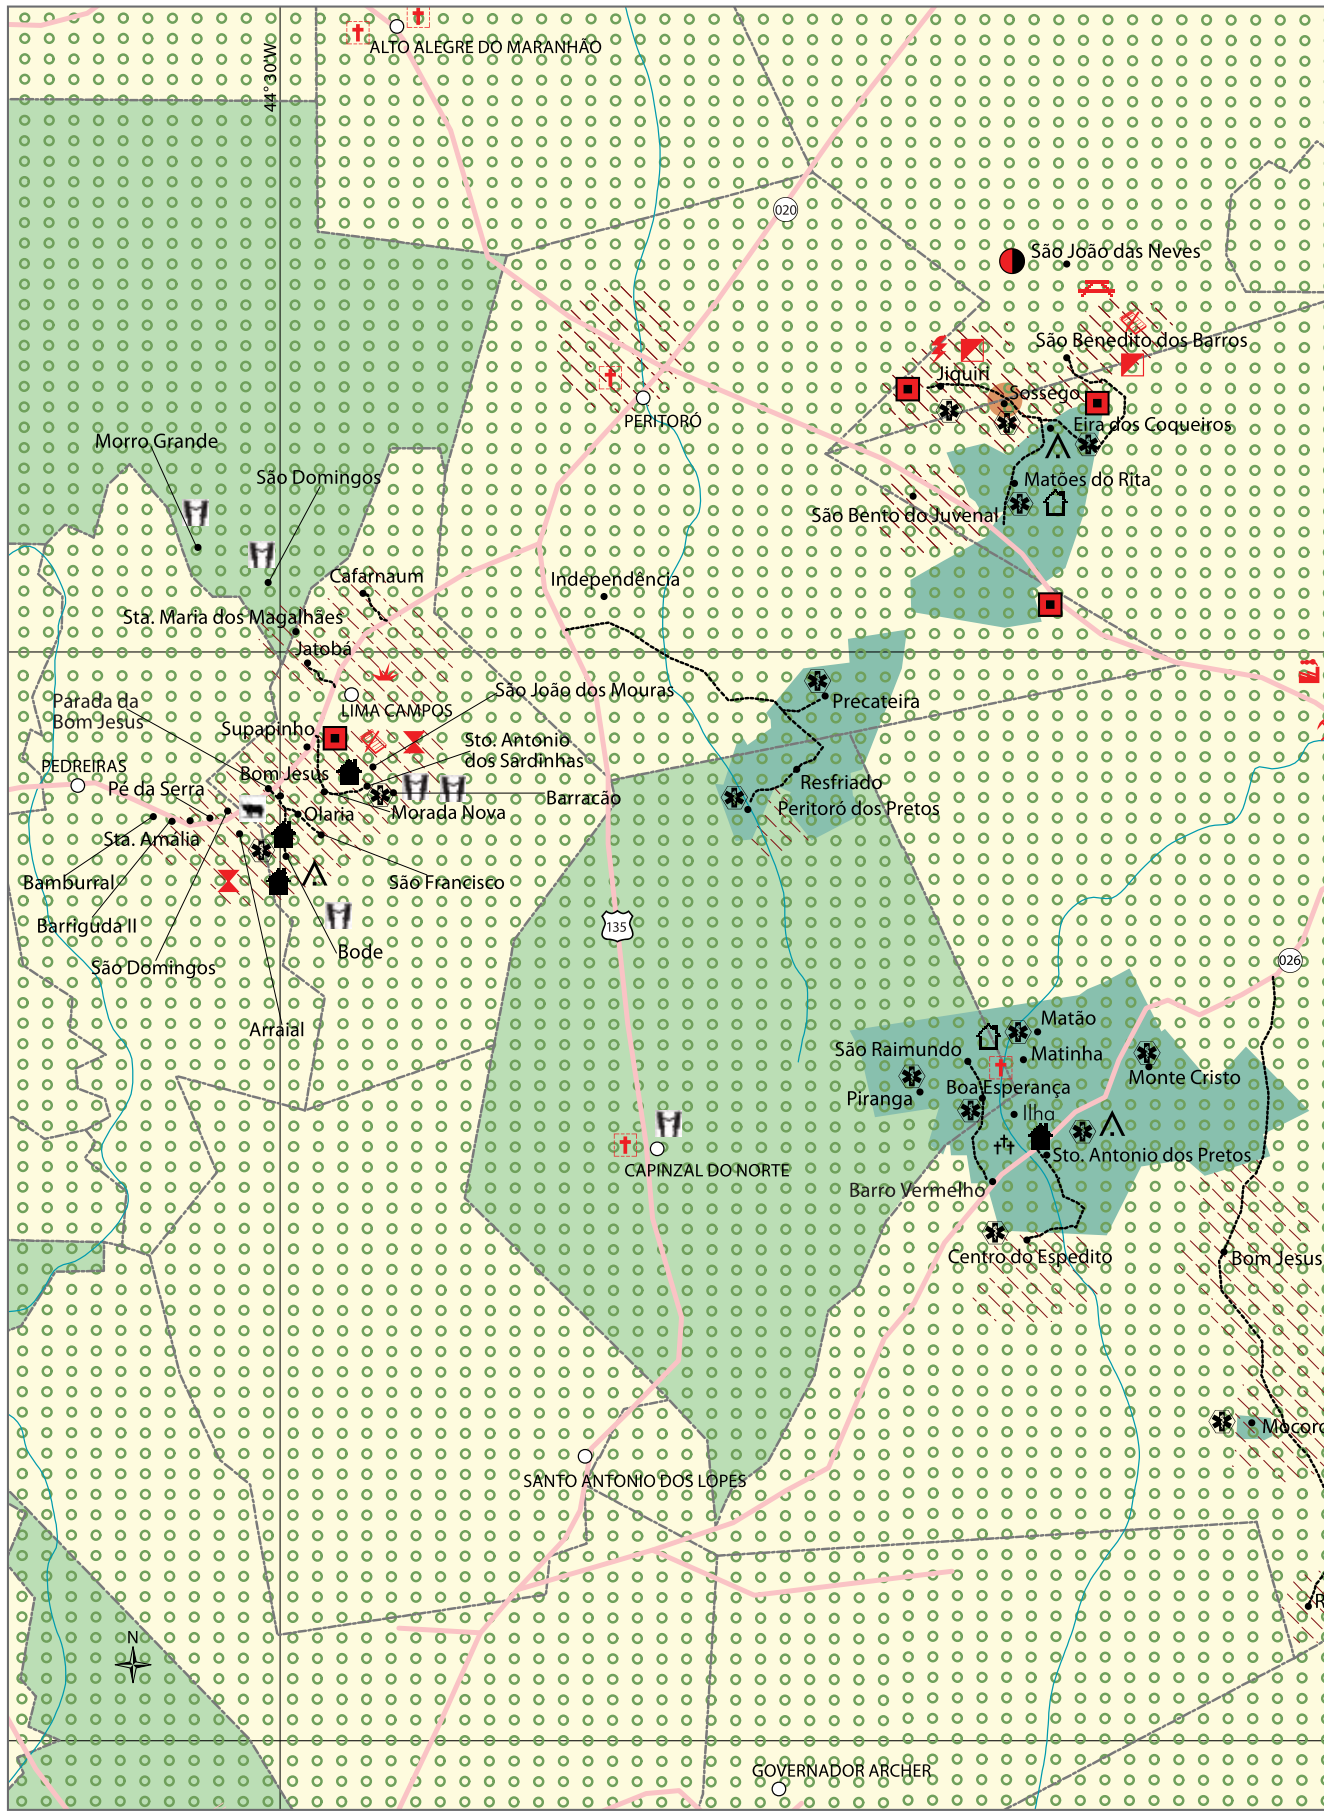 44°30'W
ALTO ALEGRE DO MARANHÃO
020
São João das Neves
São Benedito dos Barros
Jiquiri
Sossego
PERITORÓ
Eira dos Coqueiros
Morro Grande
São Domingos
Matões do Rita
São Bento do Juvenal
Cafarnaum
Independência
Sta. Maria dos Magalhães
Jatobá
São João dos Mouras
Parada da
Bom Jesus
LIMA CAMPOS
Precateira
Supapinho
Sto. Antonio
dos Sardinhas
PEDREIRAS
Bom Jesus
Resfriado
Pé da Serra
Barracão
Olaria
Morada Nova
Peritoró dos Pretos
Sta. Amália
Bamburral
São Francisco
Barriguda II
135
Bode
São Domingos
026
Arraial
Matão
São Raimundo
Matinha
Monte Cristo
Boa Esperança
Piranga
Ilha
Sto. Antonio dos Pretos
CAPINZAL DO NORTE
Barro Vermelho
Centro do Espedito
Bom Jesus
Mocoro
SANTO ANTONIO DOS LOPES
R
N
GOVERNADOR ARCHER